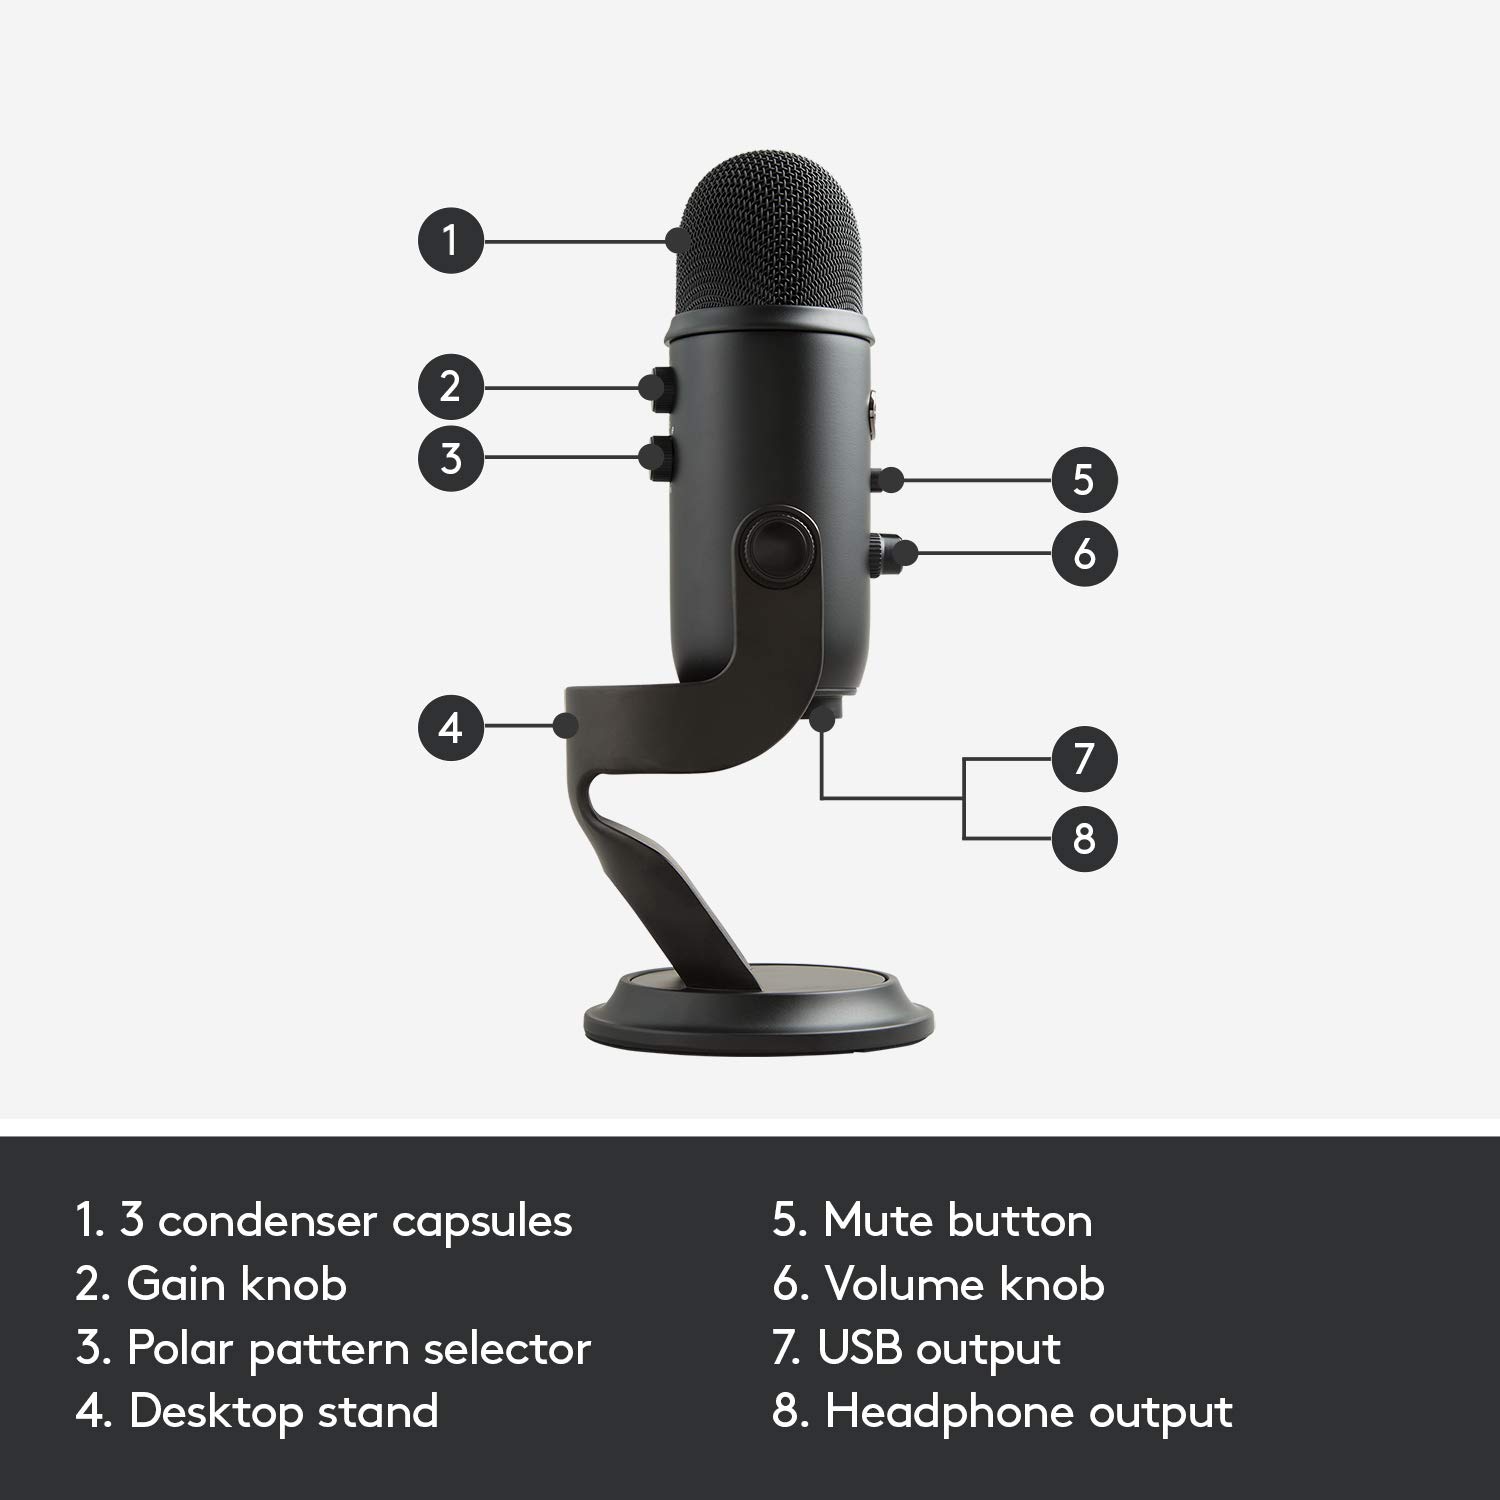 1
2
3
4
5
6
7
8
1. 3 condenser capsules
2. Gain knob
3. Polar pattern selector
4. Desktop stand
5. Mute button
6. Volume knob
7. USB output
8. Headphone output